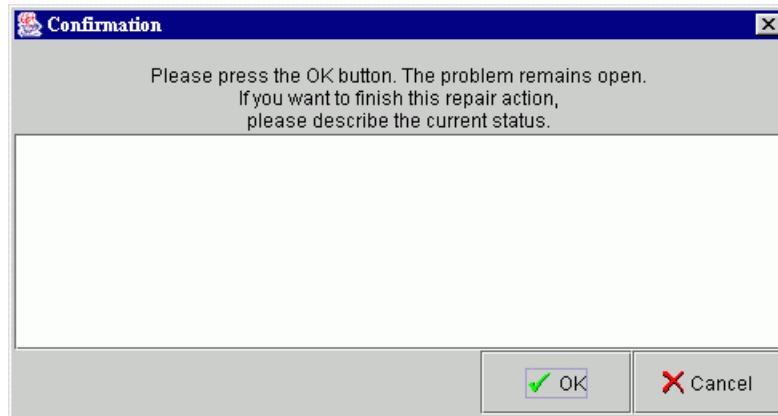 Confirmation
Please press the OK button. The problem remains open.
If you want to finish this repair action,
please describe the current status.
OK
Cancel